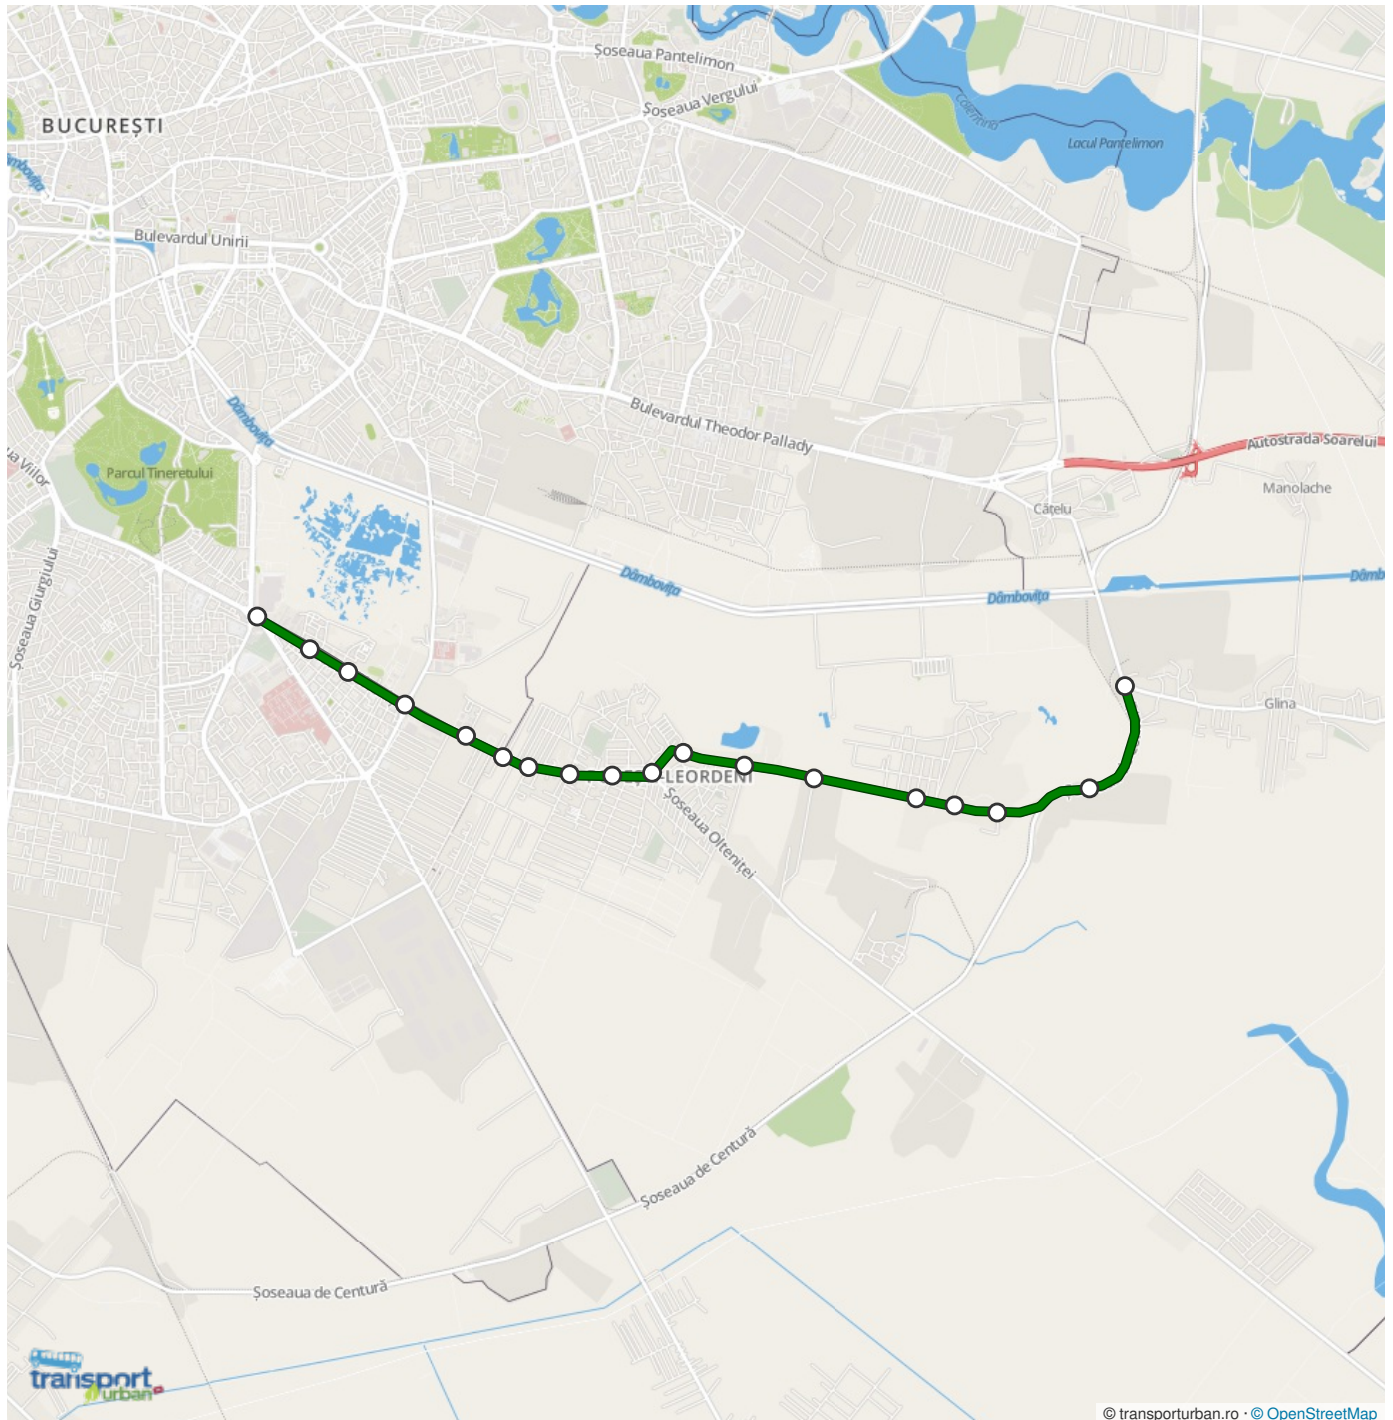 Șoseaua Pantelimon
Șoseaua Vergului
Colentina
BUCUREȘTI
Lacul Pantelimon
Bulevardul Unirii
Dâmbovița
Bulevardul Theodor Pallady
Autostrada Soarelui
Parcul Tineretului
Manolache
Cățelu
Dâmbovița
Dâmbovița
Șoseaua Giurgiului
Glina
-LEORDENI
Șoseaua Olteniței
Șoseaua de Centură
Șoseaua de Centură
transport
urban
© transporturban.ro · © OpenStreetMap